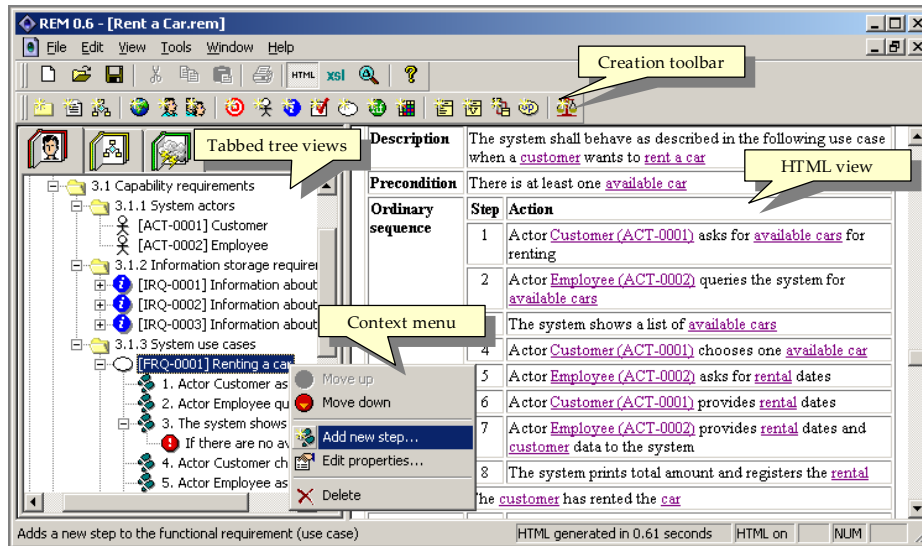 REM 0.6 - [Rent a Car.rem]
File Edit View Tools Window Help
HTML xsl
Creation toolbar
Tabbed tree views
HTML view
Context menu
3.1 Capability requirements
3.1.1 System actors
[ACT-0001] Customer
[ACT-0002] Employee
3.1.2 Information storage requirer
[IRQ-0001] Information about
[IRQ-0002] Information about
[IRQ-0003] Information about
3.1.3 System use cases
[FRQ-0001] Renting a car
1. Actor Customer as
2. Actor Employee qu
3. The system shows
If there are no av
4. Actor Customer ch
5. Actor Employee as
Move up
Move down
Add new step...
Edit properties...
Delete
Description The system shall behave as described in the following use case
when a customer wants to rent a car
Precondition There is at least one available car
Ordinary Step Action
sequence
1 Actor Customer (ACT-0001) asks for available cars for
renting
2 Actor Employee (ACT-0002) queries the system for
available cars
The system shows a list of available cars
4 Actor Customer (ACT-0001) chooses one available car
5 Actor Employee (ACT-0002) asks for rental dates
6 Actor Customer (ACT-0001) provides rental dates
7 Actor Employee (ACT-0002) provides rental dates and
customer data to the system
8 The system prints total amount and registers the rental
The customer has rented the car
Adds a new step to the functional requirement (use case) HTML generated in 0.61 seconds HTML on NUM